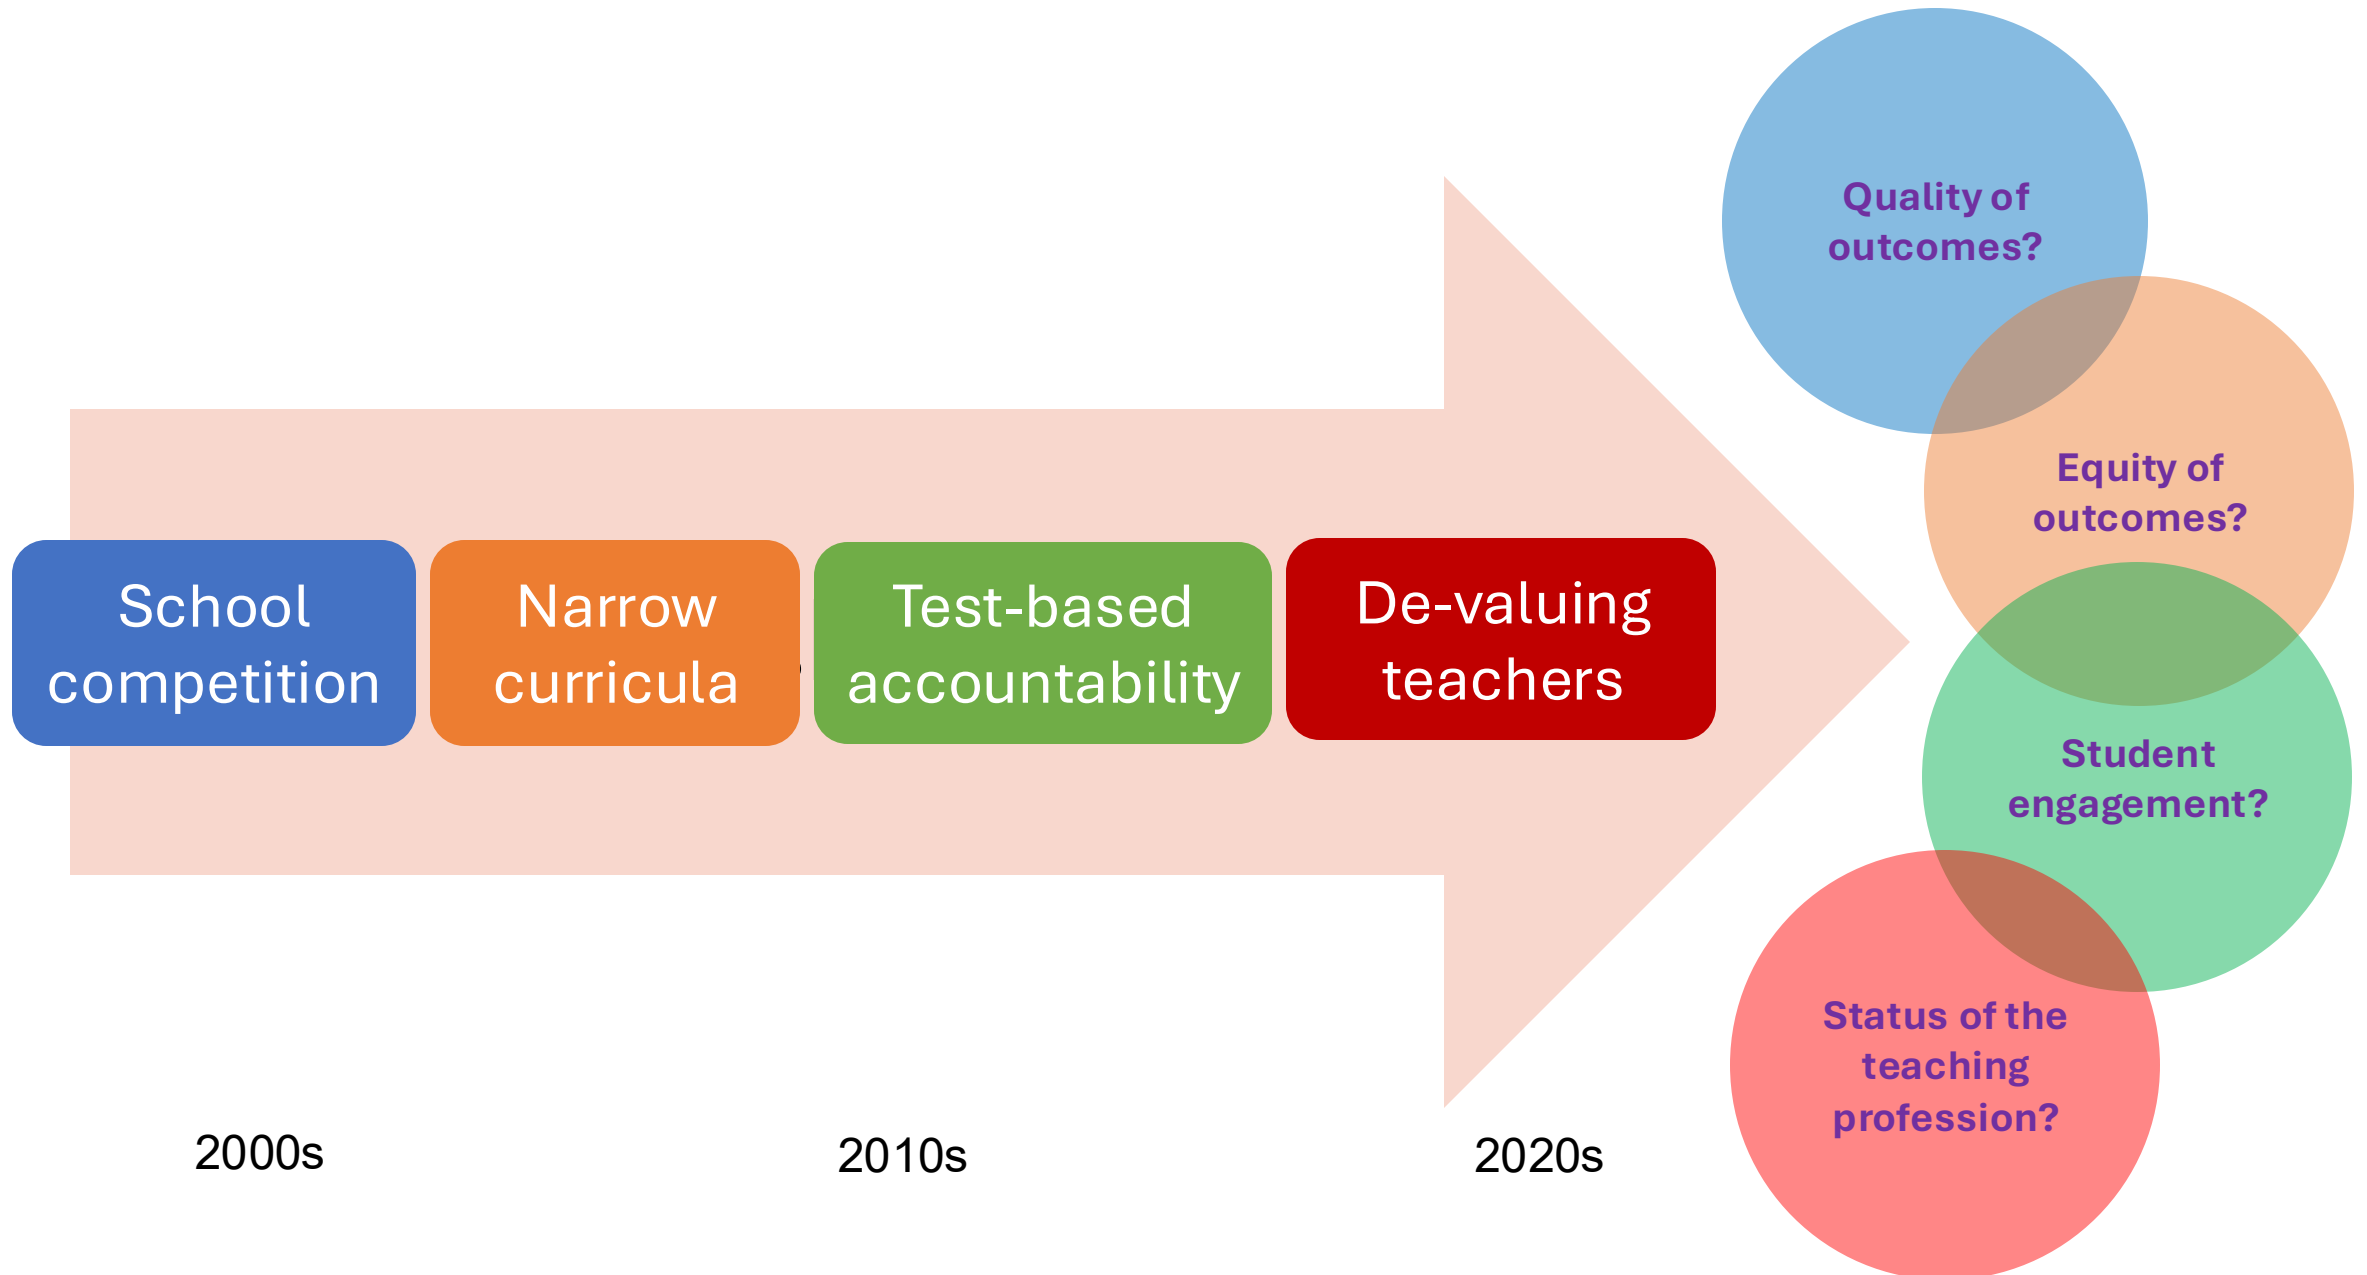 School
competition
Narrow
curricula
Test-based
accountability
De-valuing
teachers
Quality of
outcomes?
Equity of
outcomes?
Student
engagement?
Status of the
teaching
profession?
2000s
2010s
2020s